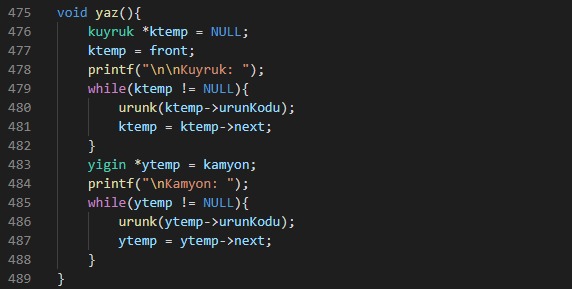 475 void yaz(){
476     kuyruk *ktemp = NULL;
477     ktemp = front;
478     printf("\n\nKuyruk: ");
479     while(ktemp != NULL){
480         urunk(ktemp->urunKodu);
481         ktemp = ktemp->next;
482     }
483     yigin *ytemp = kamyon;
484     printf("\nKamyon: ");
485     while(ytemp != NULL){
486         urunk(ytemp->urunKodu);
487         ytemp = ytemp->next;
488     }
489 }